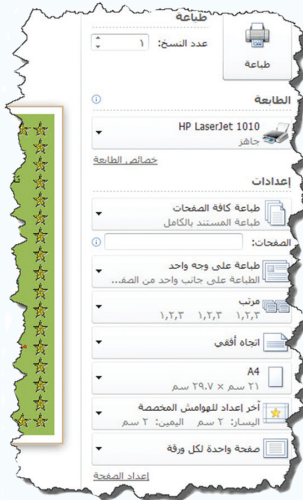 طباعة
عدد النسخ: ١
طباعة
الطابعة
HP LaserJet 1010
جاهز
خصائص الطابعة
إعدادات
طباعة كافة الصفحات
طباعة المستند بالكامل
الصفحات:
طباعة على وجه واحد
الطباعة على جانب واحد من الصف...
مرتب
١,٢,٣ ١,٢,٣ ١,٢,٣
اتجاه أفقي
A4
٢١ سم × ٢٩.٧ سم
آخر إعداد للهوامش المخصصة
اليسار: ٢ سم اليمين: ٢ سم
صفحة واحدة لكل ورقة
إعداد الصفحة